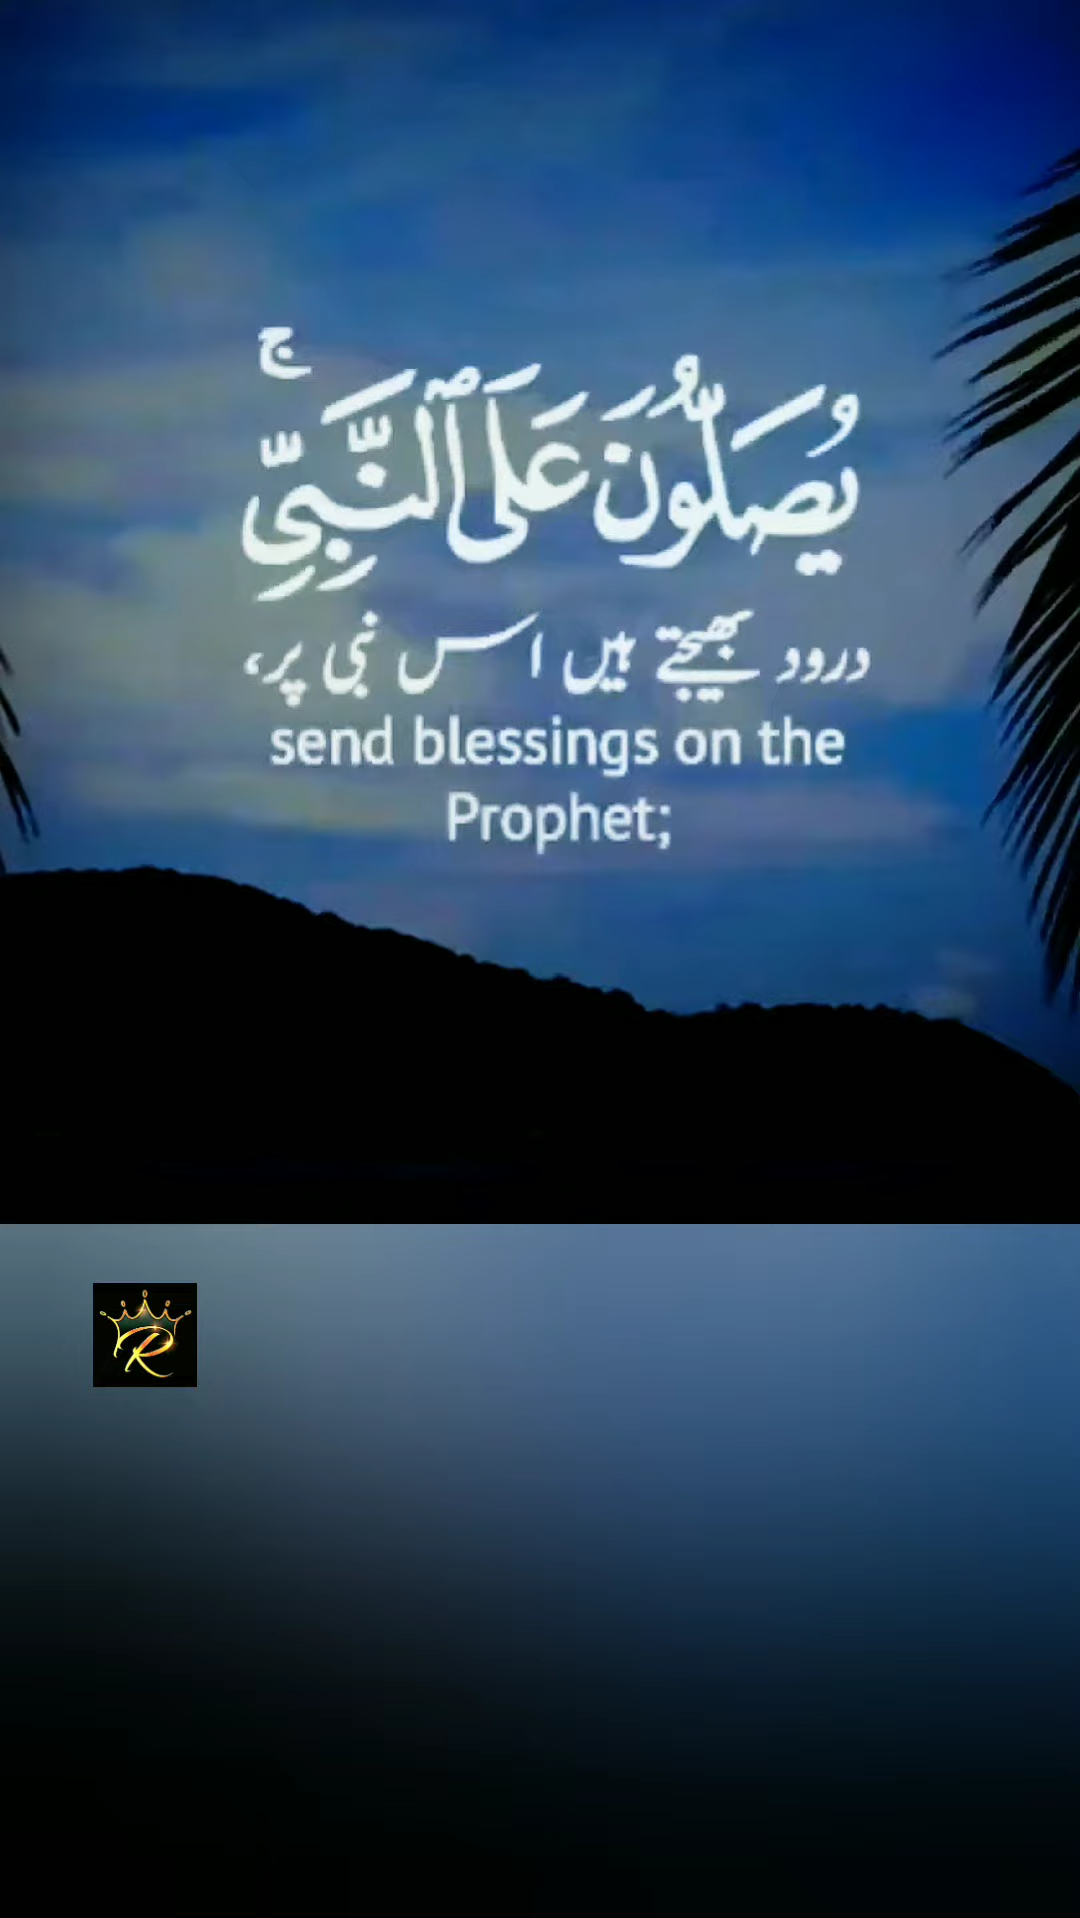 يُصَلُّونَ عَلَى ٱلنَّبِيِّ ۚ
درود بھیجتے ہیں اس نبی پر،
send blessings on the
Prophet;
R